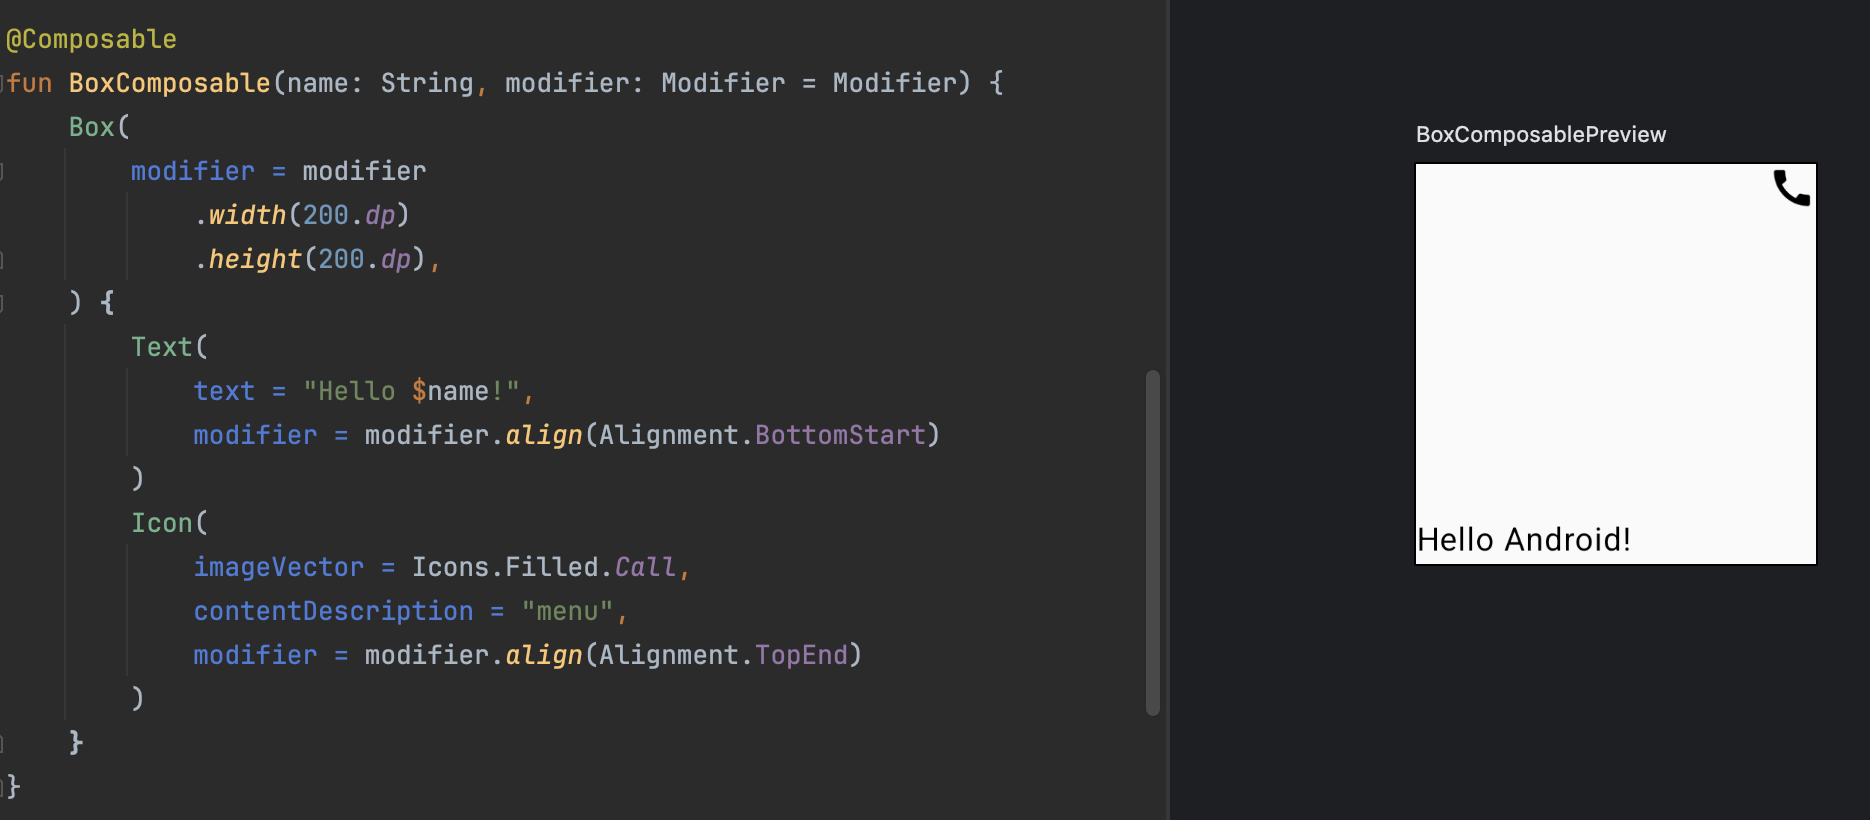 @Composable
fun BoxComposable(name: String, modifier: Modifier = Modifier) {
    Box(
        modifier = modifier
            .width(200.dp)
            .height(200.dp),
    ) {
        Text(
            text = "Hello $name!",
            modifier = modifier.align(Alignment.BottomStart)
        )
        Icon(
            imageVector = Icons.Filled.Call,
            contentDescription = "menu",
            modifier = modifier.align(Alignment.TopEnd)
        )
    }
}
BoxComposablePreview
Hello Android!